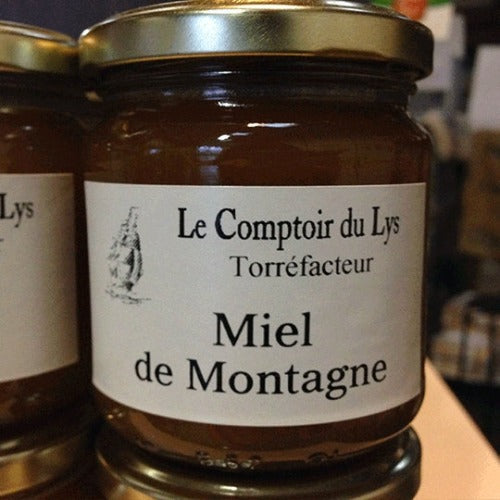 Lys
Le Comptoir du Lys
Torréfacteur
Miel
de Montagne